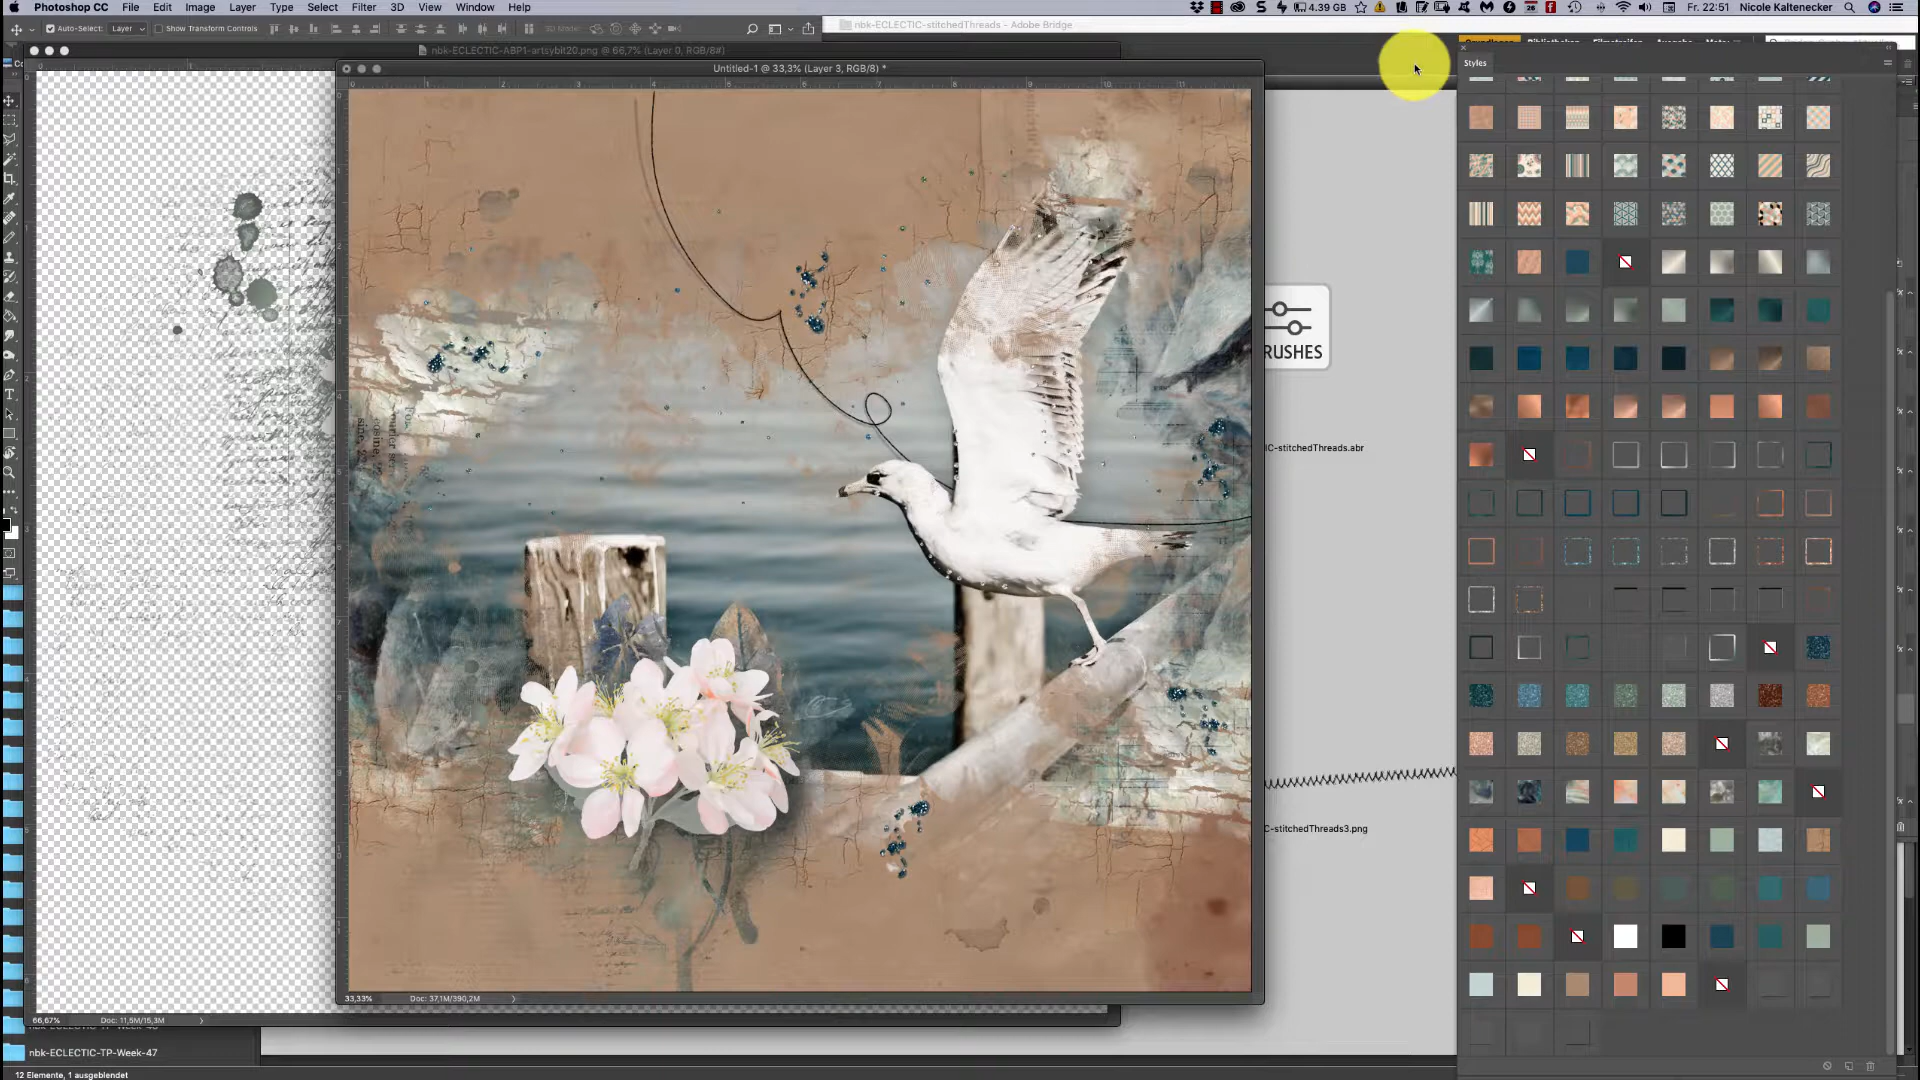 Photoshop CC File Edit Image Layer Type Select Filter 3D View Window Help 4.39 GB Fr. 22:51 Nicole Kaltenecker
Auto-Select: Layer Show Transform Controls 3D Mode:
nbk-ECLECTIC-stitchedThreads - Adobe Bridge
nbk-ECLECTIC-ABP1-artsybit20.png @ 66,7% (Layer 0, RGB/8#)
Untitled-1 @ 33,3% (Layer 3, RGB/8) *
Styles
RUSHES
IC-stitchedThreads.abr
C-stitchedThreads3.png
33,33% Doc: 37,1M/390,2M
66,67% Doc: 11,5M/15,3M
nbk-ECLECTIC-TP-Week-47
12 Elemente, 1 ausgeblendet